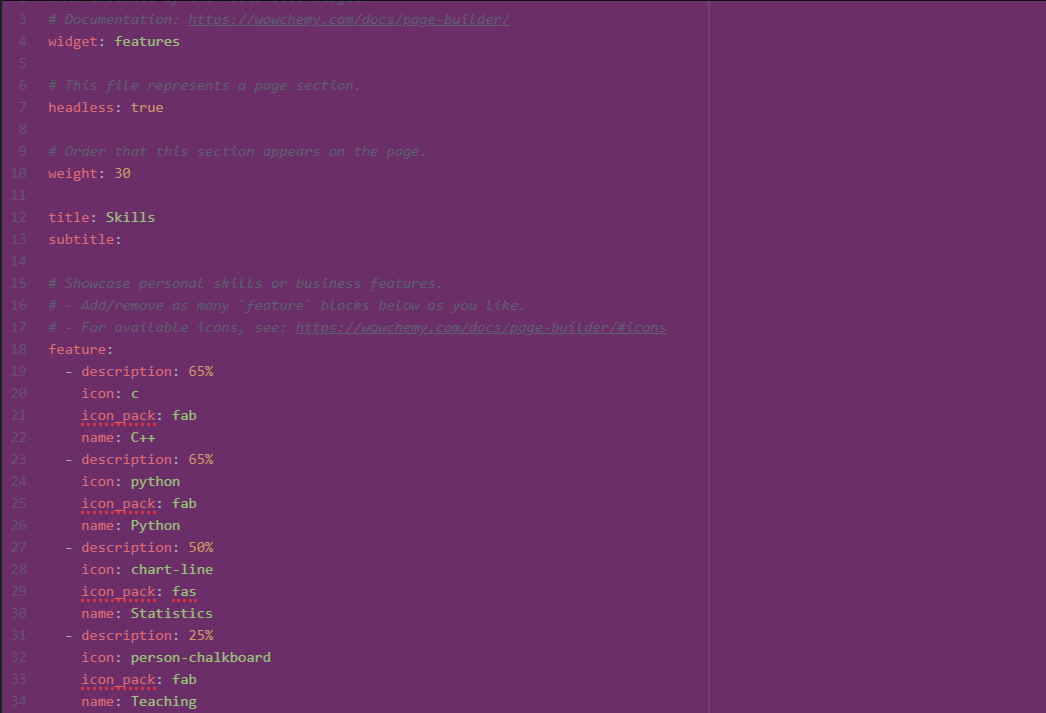 3 # Documentation: https://wowchemy.com/docs/page-builder/
4 widget: features
5
6 # This file represents a page section.
7 headless: true
8
9 # Order that this section appears on the page.
10 weight: 30
11
12 title: Skills
13 subtitle:
14
15 # Showcase personal skills or business features.
16 # - Add/remove as many `feature` blocks below as you like.
17 # - For available icons, see: https://wowchemy.com/docs/page-builder/#icons
18 feature:
19   - description: 65%
20     icon: c
21     icon_pack: fab
22     name: C++
23   - description: 65%
24     icon: python
25     icon_pack: fab
26     name: Python
27   - description: 50%
28     icon: chart-line
29     icon_pack: fas
30     name: Statistics
31   - description: 25%
32     icon: person-chalkboard
33     icon_pack: fab
34     name: Teaching